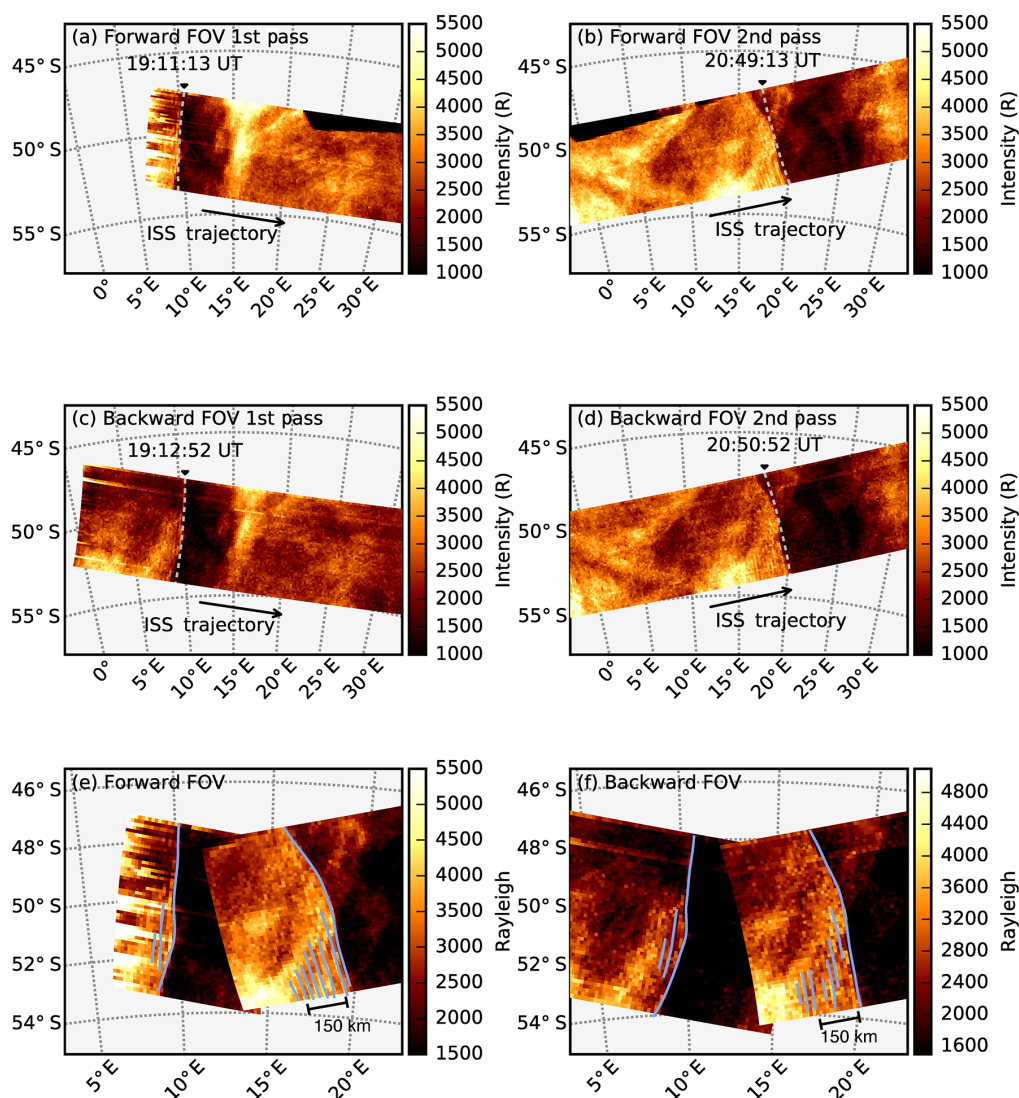 (a) Forward FOV 1st pass
19:11:13 UT
45° S
50° S
55° S
ISS trajectory
0°
5° E
10° E
15° E
20° E
25° E
30° E
5500
5000
4500
4000
3500
3000
2500
2000
1500
1000
Intensity (R)
(b) Forward FOV 2nd pass
20:49:13 UT
45° S
50° S
55° S
ISS trajectory
0°
5° E
10° E
15° E
20° E
25° E
30° E
5500
5000
4500
4000
3500
3000
2500
2000
1500
1000
Intensity (R)
(c) Backward FOV 1st pass
19:12:52 UT
45° S
50° S
55° S
ISS trajectory
0°
5° E
10° E
15° E
20° E
25° E
30° E
5500
5000
4500
4000
3500
3000
2500
2000
1500
1000
Intensity (R)
(d) Backward FOV 2nd pass
20:50:52 UT
45° S
50° S
55° S
ISS trajectory
0°
5° E
10° E
15° E
20° E
25° E
30° E
5500
5000
4500
4000
3500
3000
2500
2000
1500
1000
Intensity (R)
(e) Forward FOV
46° S
48° S
50° S
52° S
54° S
150 km
5° E
10° E
15° E
20° E
5500
5000
4500
4000
3500
3000
2500
2000
1500
Rayleigh
(f) Backward FOV
46° S
48° S
50° S
52° S
54° S
150 km
5° E
10° E
15° E
20° E
4800
4400
4000
3600
3200
2800
2400
2000
1600
Rayleigh